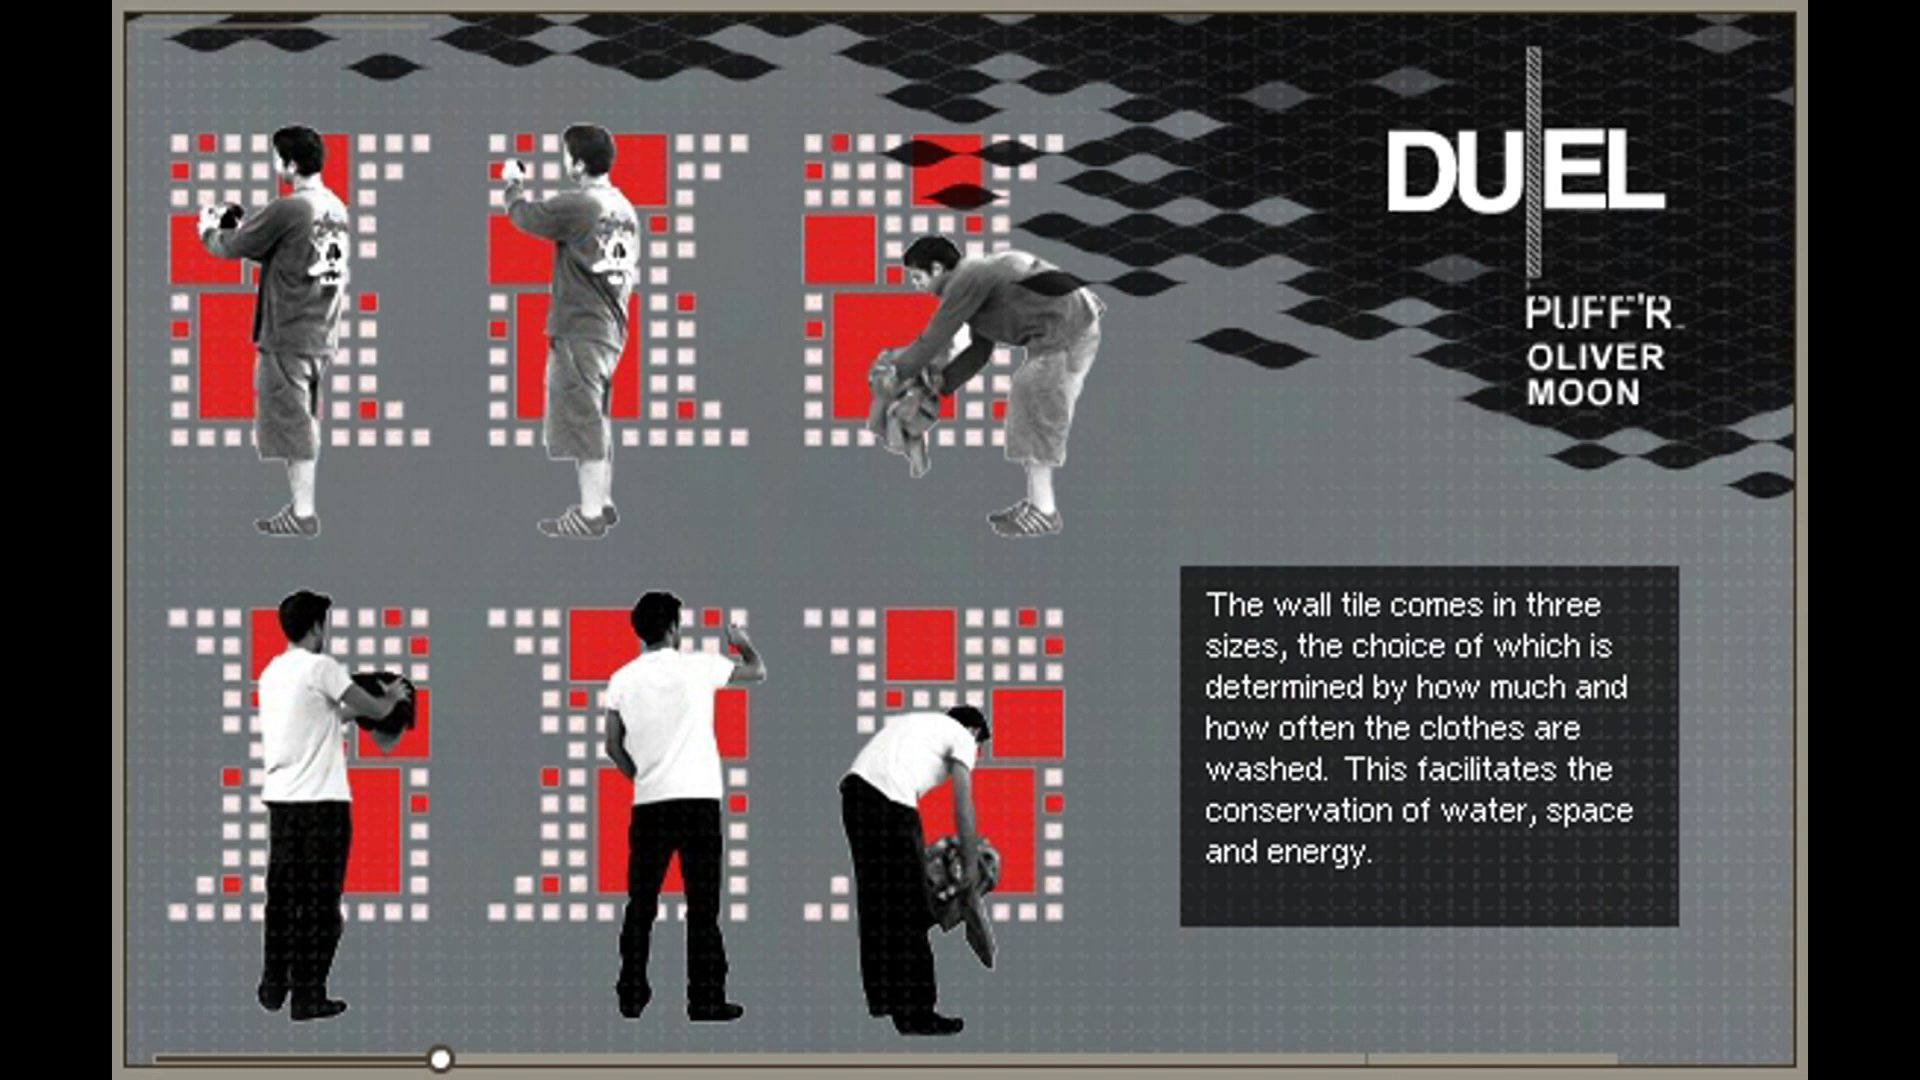 DUEL
PUFF'R
OLIVER
MOON
The wall tile comes in three
sizes, the choice of which is
determined by how much and
how often the clothes are
washed. This facilitates the
conservation of water, space
and energy.